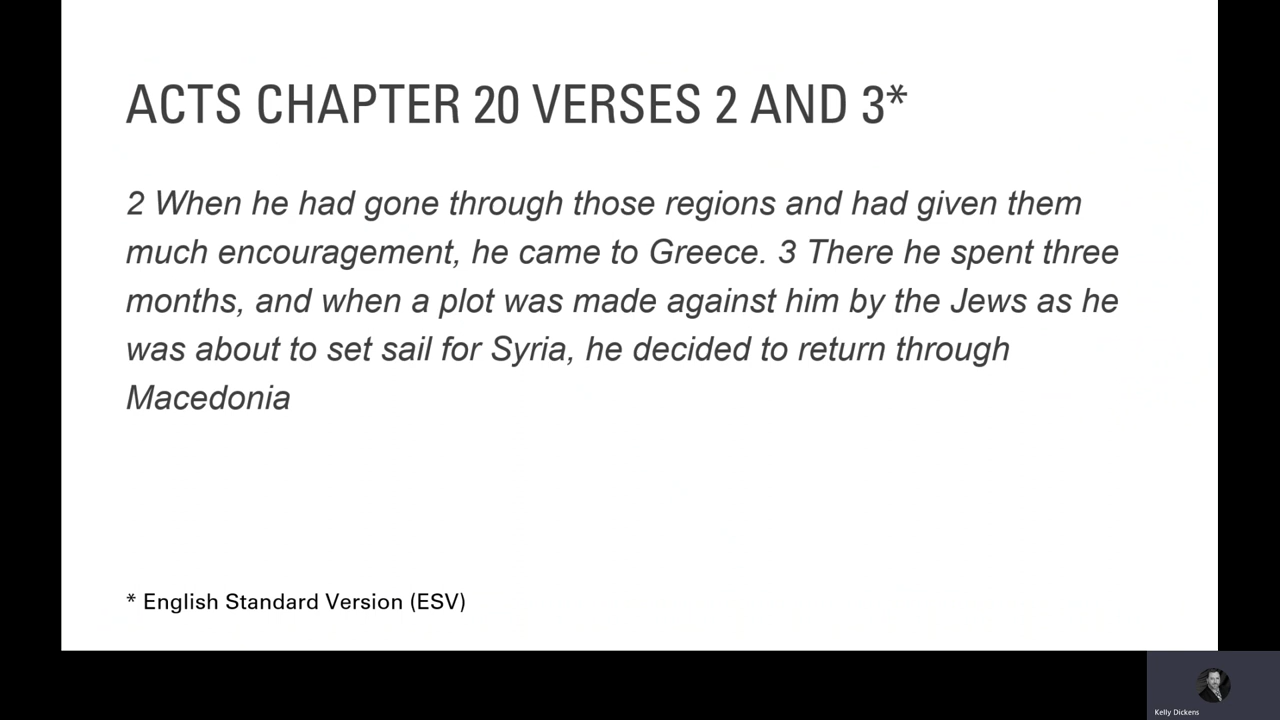 ACTS CHAPTER 20 VERSES 2 AND 3*
2 When he had gone through those regions and had given them
much encouragement, he came to Greece. 3 There he spent three
months, and when a plot was made against him by the Jews as he
was about to set sail for Syria, he decided to return through
Macedonia
* English Standard Version (ESV)
Kelly Dickens